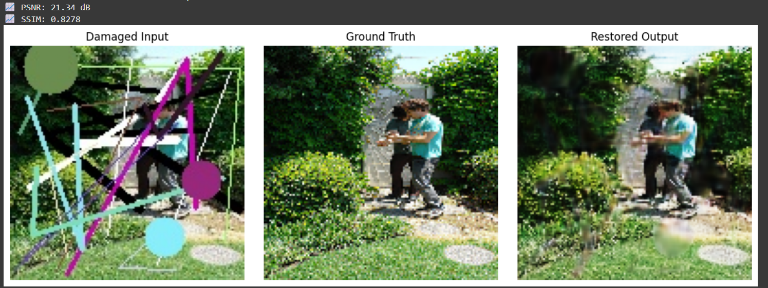 PSNR: 21.34 dB
SSIM: 0.8278
Damaged Input Ground Truth Restored Output